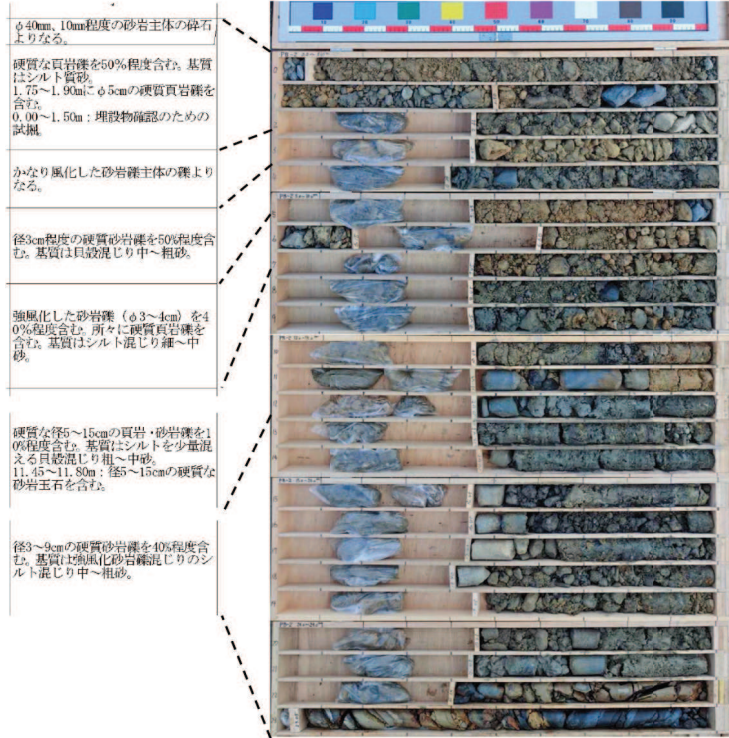 φ40mm、10mm程度の砂岩主体の砕石
よりなる。
硬質な頁岩礫を50%程度含む。基質
はシルト質砂。
1.75～1.90mにφ5cmの硬質頁岩礫を
含む。
0.00～1.50m：埋設物確認のための
試掘。
かなり風化した砂岩礫主体の礫より
なる。
径3cm程度の硬質砂岩礫を50%程度含
む。基質は貝殻混じり中～粗砂。
強風化した砂岩礫（φ3～4cm）を4
0%程度含む。所々に硬質頁岩礫を
含む。基質はシルト混じり細～中
砂。
硬質な径5～15cmの頁岩・砂岩礫を1
0%程度含む。基質はシルトを少量混
える貝殻混じり粗～中砂。
11.45～11.80m：径5～15cmの硬質な
砂岩玉石を含む。
径3～9cmの硬質砂岩礫を40%程度含
む。基質は強風化砂岩礫混じりのシ
ルト混じり中～粗砂。